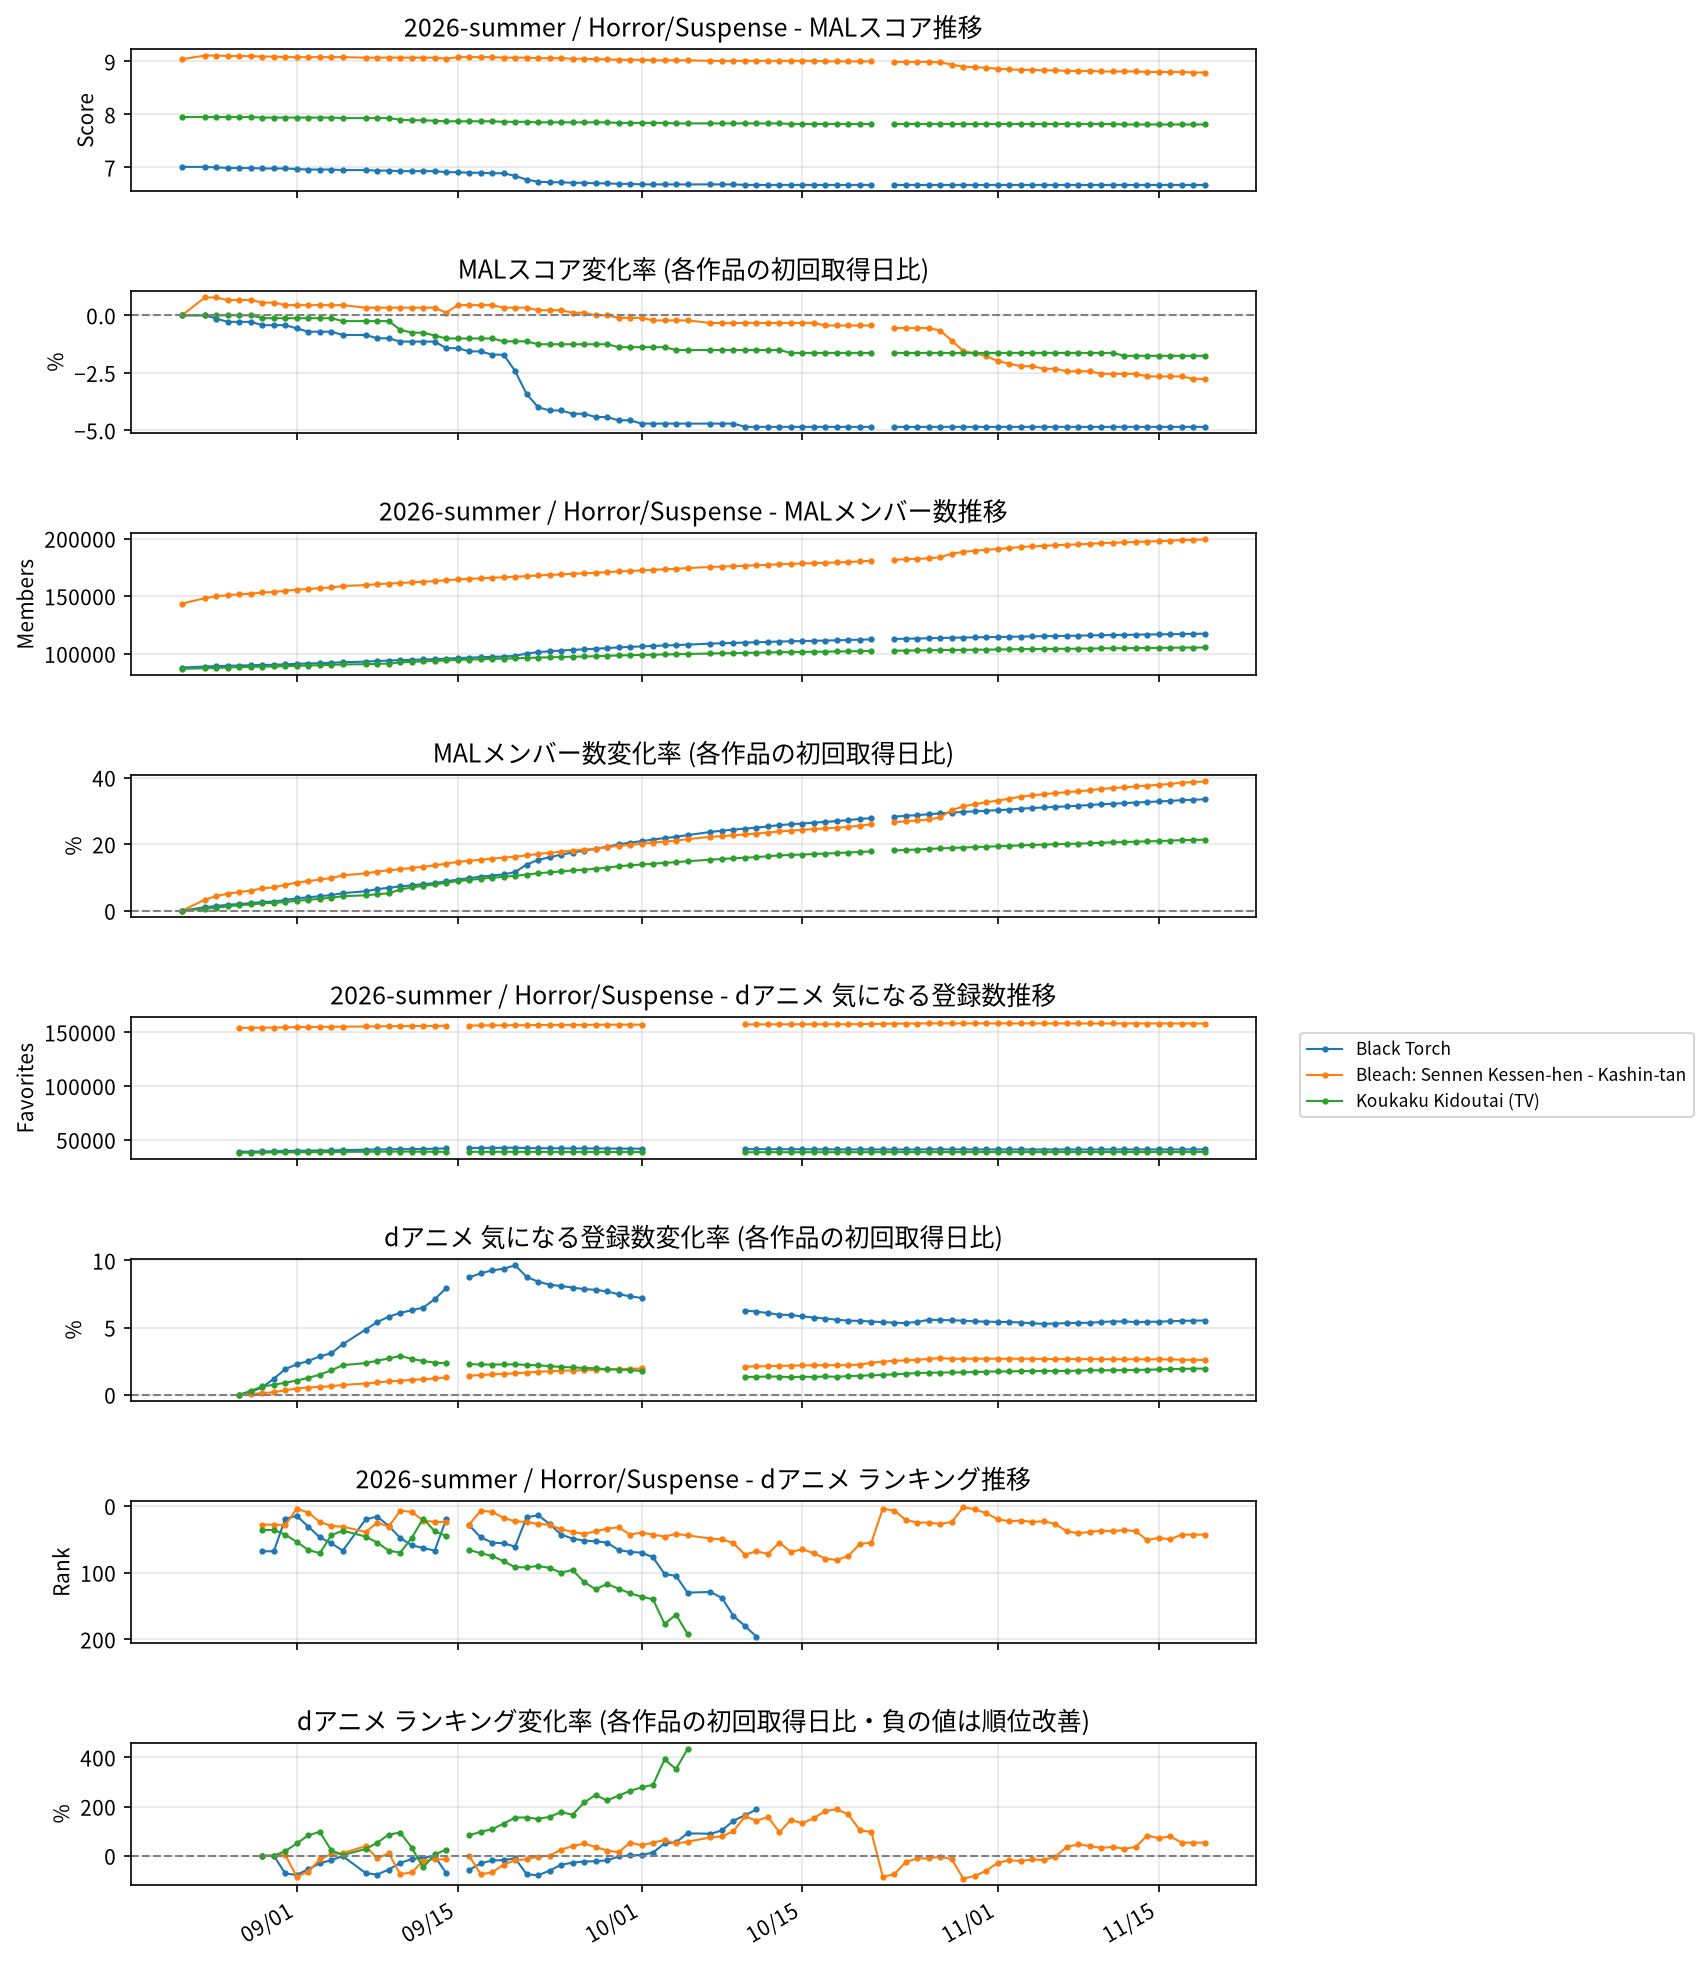 2026-summer / Horror/Suspense - MALスコア推移
Score
9
8
7
MALスコア変化率 (各作品の初回取得日比)
%
0.0
−2.5
−5.0
2026-summer / Horror/Suspense - MALメンバー数推移
Members
200000
150000
100000
MALメンバー数変化率 (各作品の初回取得日比)
%
40
20
0
2026-summer / Horror/Suspense - dアニメ 気になる登録数推移
Favorites
150000
100000
50000
Black Torch
Bleach: Sennen Kessen-hen - Kashin-tan
Koukaku Kidoutai (TV)
dアニメ 気になる登録数変化率 (各作品の初回取得日比)
%
10
5
0
2026-summer / Horror/Suspense - dアニメ ランキング推移
Rank
0
100
200
dアニメ ランキング変化率 (各作品の初回取得日比・負の値は順位改善)
%
400
200
0
09/01
09/15
10/01
10/15
11/01
11/15